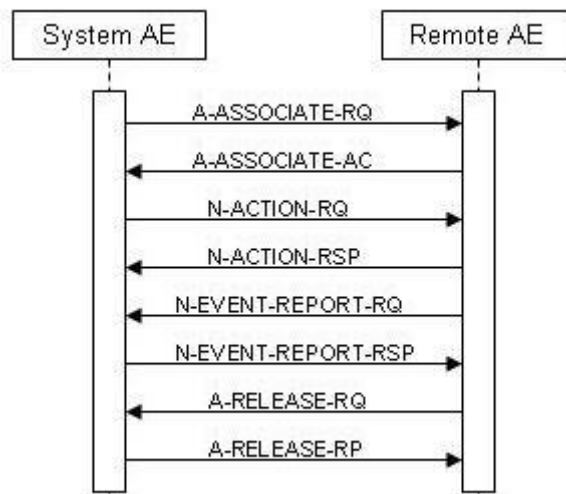 System AE
Remote AE
A-ASSOCIATE-RQ
A-ASSOCIATE-AC
N-ACTION-RQ
N-ACTION-RSP
N-EVENT-REPORT-RQ
N-EVENT-REPORT-RSP
A-RELEASE-RQ
A-RELEASE-RP